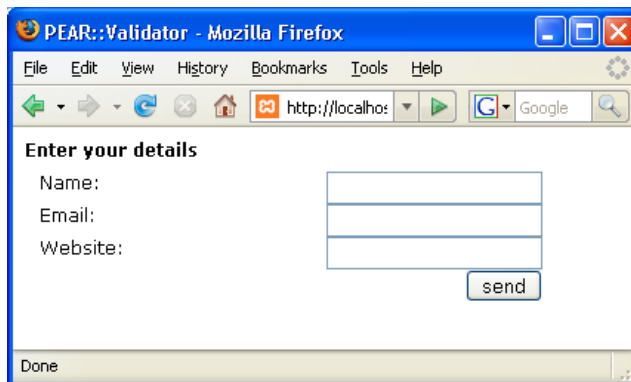 PEAR::Validator - Mozilla Firefox
File Edit View History Bookmarks Tools Help
http://localhos G Google
Enter your details
Name:
Email:
Website:
send
Done